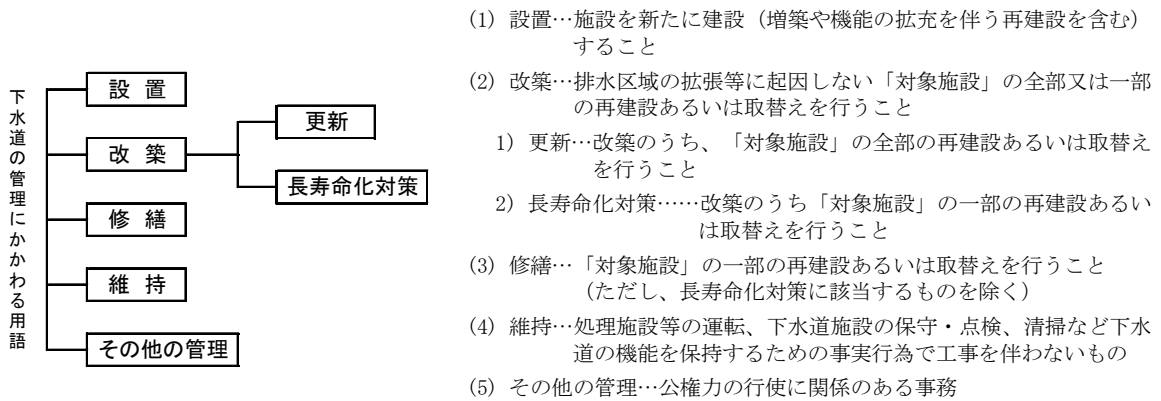 下水道の管理にかかわる用語
設 置
改 築
更新
長寿命化対策
修 繕
維 持
その他の管理
(1) 設置…施設を新たに建設（増築や機能の拡充を伴う再建設を含む）
すること
(2) 改築…排水区域の拡張等に起因しない「対象施設」の全部又は一部
の再建設あるいは取替えを行うこと
1) 更新…改築のうち、「対象施設」の全部の再建設あるいは取替え
を行うこと
2) 長寿命化対策……改築のうち「対象施設」の一部の再建設あるい
は取替えを行うこと
(3) 修繕…「対象施設」の一部の再建設あるいは取替えを行うこと
（ただし、長寿命化対策に該当するものを除く）
(4) 維持…処理施設等の運転、下水道施設の保守・点検、清掃など下水
道の機能を保持するための事実行為で工事を伴わないもの
(5) その他の管理…公権力の行使に関係のある事務